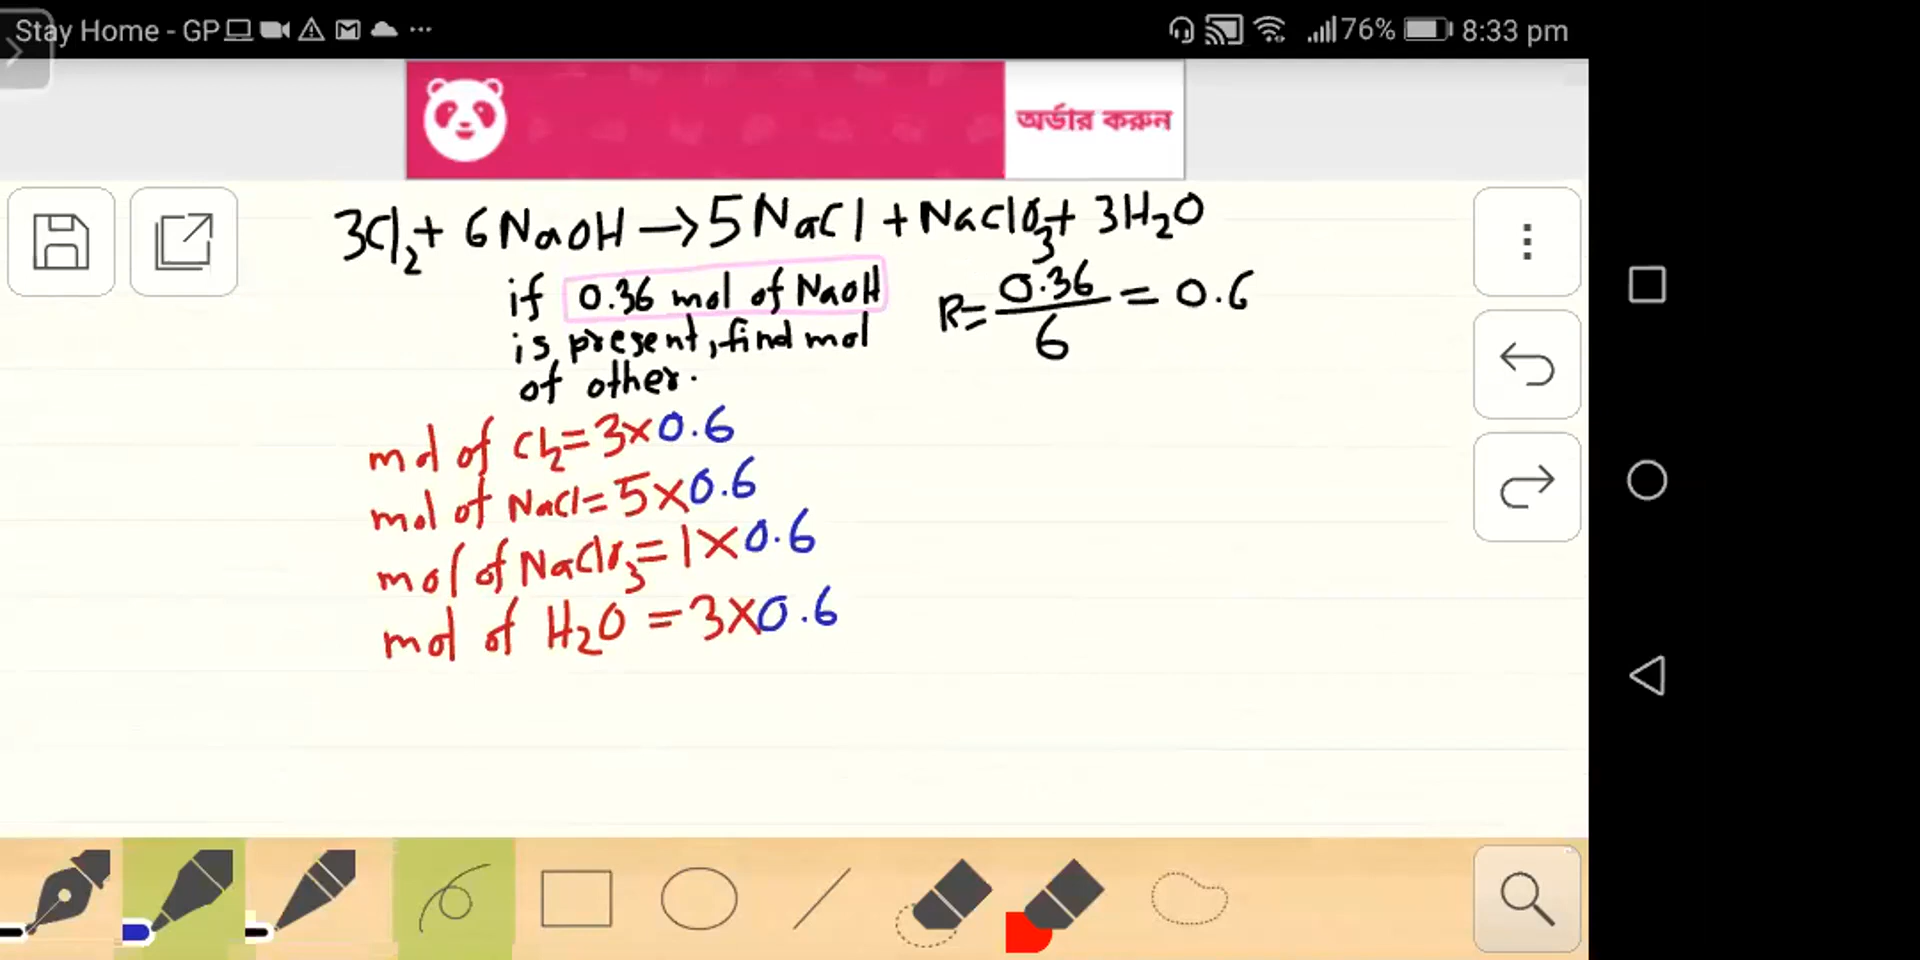 Stay Home - GP
76% 8:33 pm
অর্ডার করুন
3Cl₂+ 6NaOH → 5NaCl + NaClO₃+ 3H₂O
if 0.36 mol of NaOH
is present, find mol
of other.
R = 0.36/6 = 0.6
mol of Cl₂ = 3×0.6
mol of NaCl = 5×0.6
mol of NaClO₃ = 1×0.6
mol of H₂O = 3×0.6